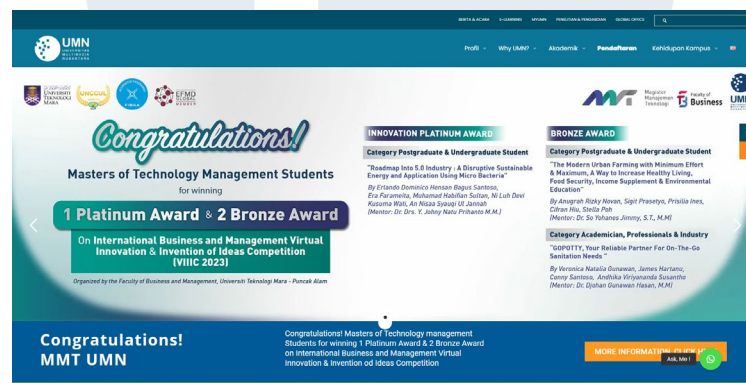 BERITA & ACARA E-LEARNING MYUMN PENELITIAN & PENGABDIAN GLOBAL OFFICE
UMN
UNIVERSITAS
MULTIMEDIA
NUSANTARA
Profil Why UMN? Akademik Pendaftaran Kehidupan Kampus
UNIVERSITI
TEKNOLOGI
MARA
UNCGUL
EFMD
GLOBAL
MEMBER
MMT
Magister
Manajemen
Teknologi
Faculty of
Business
UMN
Congratulations!
Masters of Technology Management Students
for winning
1 Platinum Award & 2 Bronze Award
On International Business and Management Virtual
Innovation & Invention of Ideas Competition
(VIIIC 2023)
Organized by the Faculty of Business and Management, Universiti Teknologi Mara - Puncak Alam
INNOVATION PLATINUM AWARD
Category Postgraduate & Undergraduate Student
"Roadmap Into 5.0 Industry : A Disruptive Sustainable
Energy and Application Using Micro Bacteria"
By Erlando Dominico Hensan Bagus Santoso,
Era Farameita, Muhamad Habillan Sultan, Ni Luh Devi
Kusuma Wati, An Nisaa Syauqi Ul Jannah
(Mentor: Dr. Drs. Y. Johny Natu Prihanto M.M.)
BRONZE AWARD
Category Postgraduate & Undergraduate Student
"The Modern Urban Farming with Minimum Effort
& Maximum, A Way to Increase Healthy Living,
Food Security, Income Supplement & Environmental
Education"
By Anugrah Rizky Novan, Sigit Prasetya, Prisilia Ines,
Cifran Hiu, Stella Poh
(Mentor: Dr. So Yohanes Jimmy, S.T., M.M)
Category Academician, Professionals & Industry
"GOPOTTY, Your Reliable Partner For On-The-Go
Sanitation Needs "
By Veronica Natalia Gunawan, James Hartanu,
Conny Santoso, Andhika Viriyananda Susantho
(Mentor: Dr. Djohan Gunawan Hasan, M.M)
Congratulations!
MMT UMN
Congratulations! Masters of Technology management
Students for winning 1 Platinum Award & 2 Bronze Award
on International Business and Management Virtual
Innovation & Invention od Ideas Competition
MORE INFORMATION, CLICK
Ask, Me !